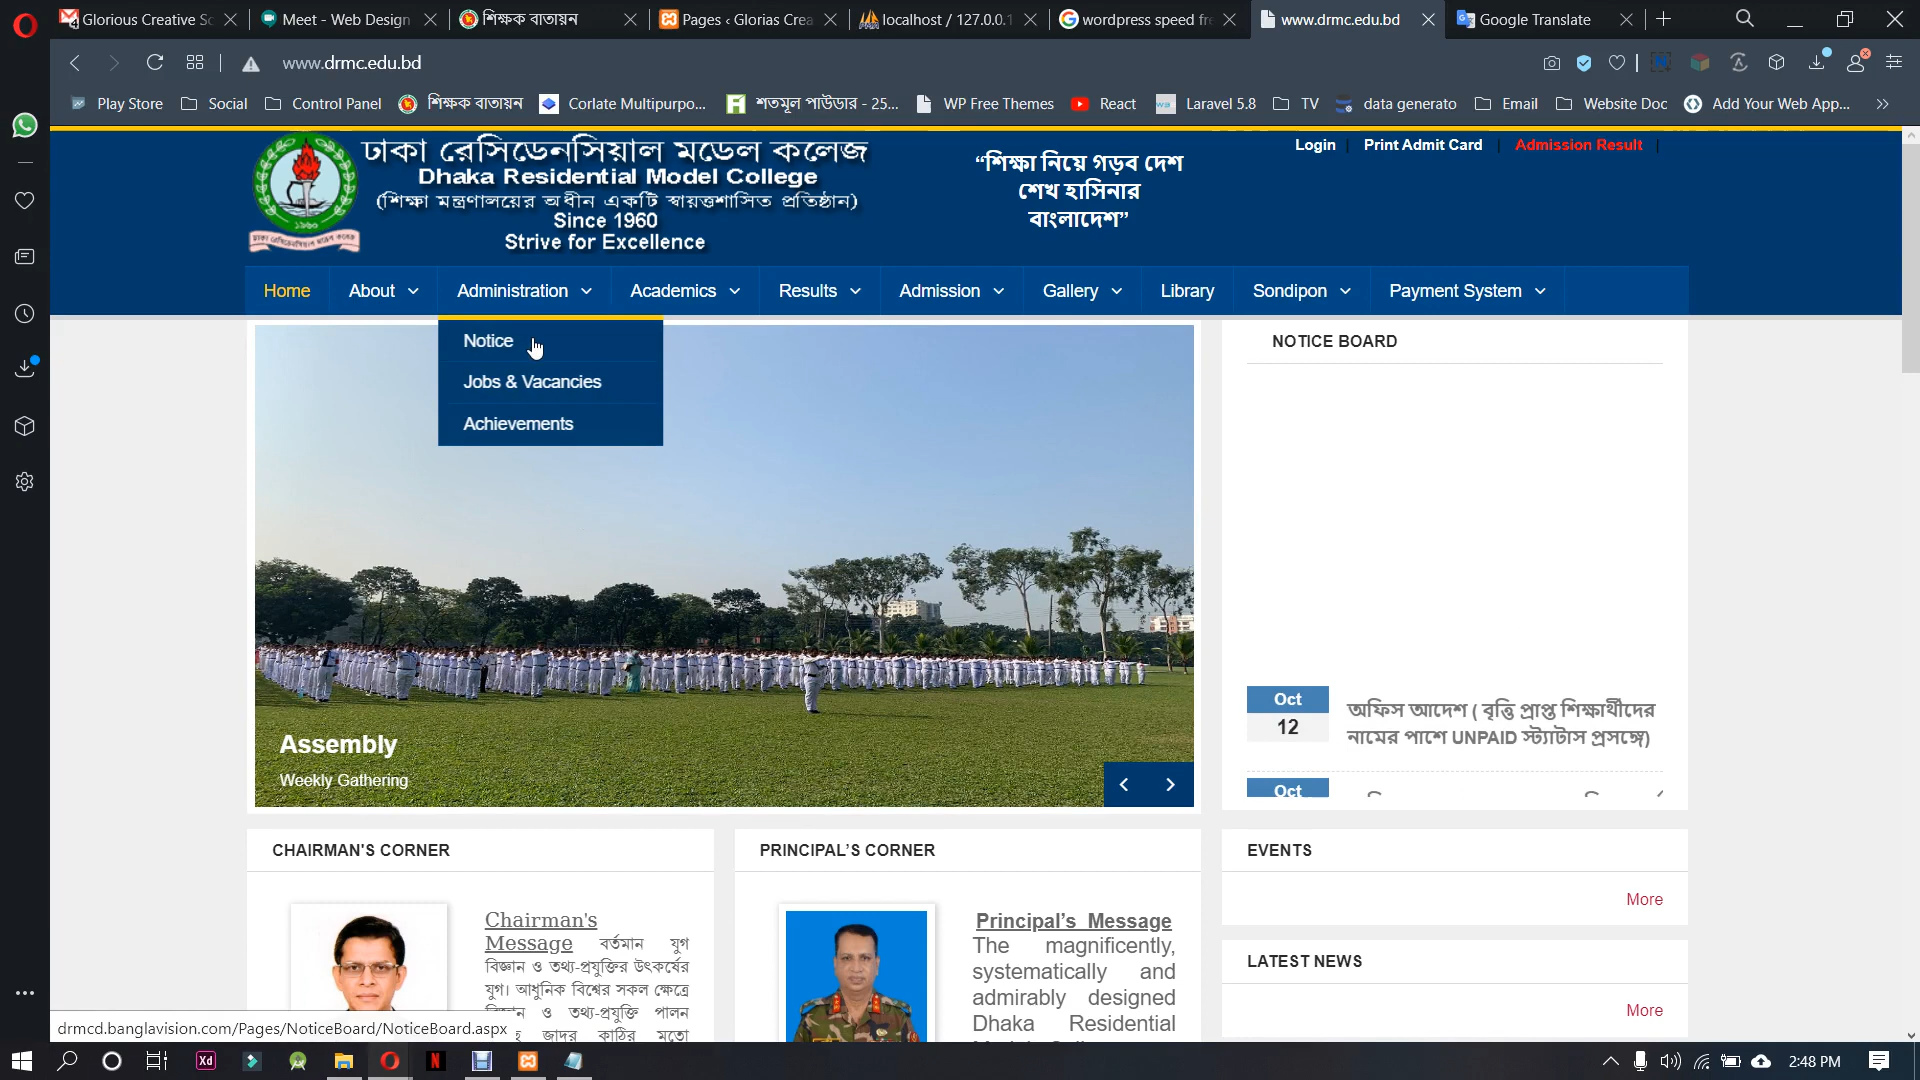 Glorious Creative Sc
Meet - Web Design
শিক্ষক বাতায়ন
Pages ‹ Glorias Crea
localhost / 127.0.0.1
wordpress speed fre
www.drmc.edu.bd
Google Translate
www.drmc.edu.bd
Play Store
Social
Control Panel
শিক্ষক বাতায়ন
Corlate Multipurpo...
শতমূল পাউডার - 25...
WP Free Themes
React
Laravel 5.8
TV
data generato
Email
Website Doc
Add Your Web App...
ঢাকা রেসিডেনসিয়াল মডেল কলেজ
Dhaka Residential Model College
(শিক্ষা মন্ত্রণালয়ের অধীন একটি স্বায়ত্তশাসিত প্রতিষ্ঠান)
Since 1960
Strive for Excellence
“শিক্ষা নিয়ে গড়ব দেশ
শেখ হাসিনার
বাংলাদেশ”
Login
Print Admit Card
Admission Result
Home
About
Administration
Academics
Results
Admission
Gallery
Library
Sondipon
Payment System
Notice
Jobs & Vacancies
Achievements
Assembly
Weekly Gathering
NOTICE BOARD
Oct
12
অফিস আদেশ ( বৃত্তি প্রাপ্ত শিক্ষার্থীদের
নামের পাশে UNPAID স্ট্যাটাস প্রসঙ্গে)
Oct
CHAIRMAN'S CORNER
Chairman's
Message বর্তমান যুগ
বিজ্ঞান ও তথ্য-প্রযুক্তির উৎকর্ষের
যুগ। আধুনিক বিশ্বের সকল ক্ষেত্রে
বিজ্ঞান ও তথ্য-প্রযুক্তি পালন
জাদুর কাঠির মতো
PRINCIPAL’S CORNER
Principal’s Message
The magnificently,
systematically and
admirably designed
Dhaka Residential
EVENTS
More
LATEST NEWS
More
drmcd.banglavision.com/Pages/NoticeBoard/NoticeBoard.aspx
2:48 PM